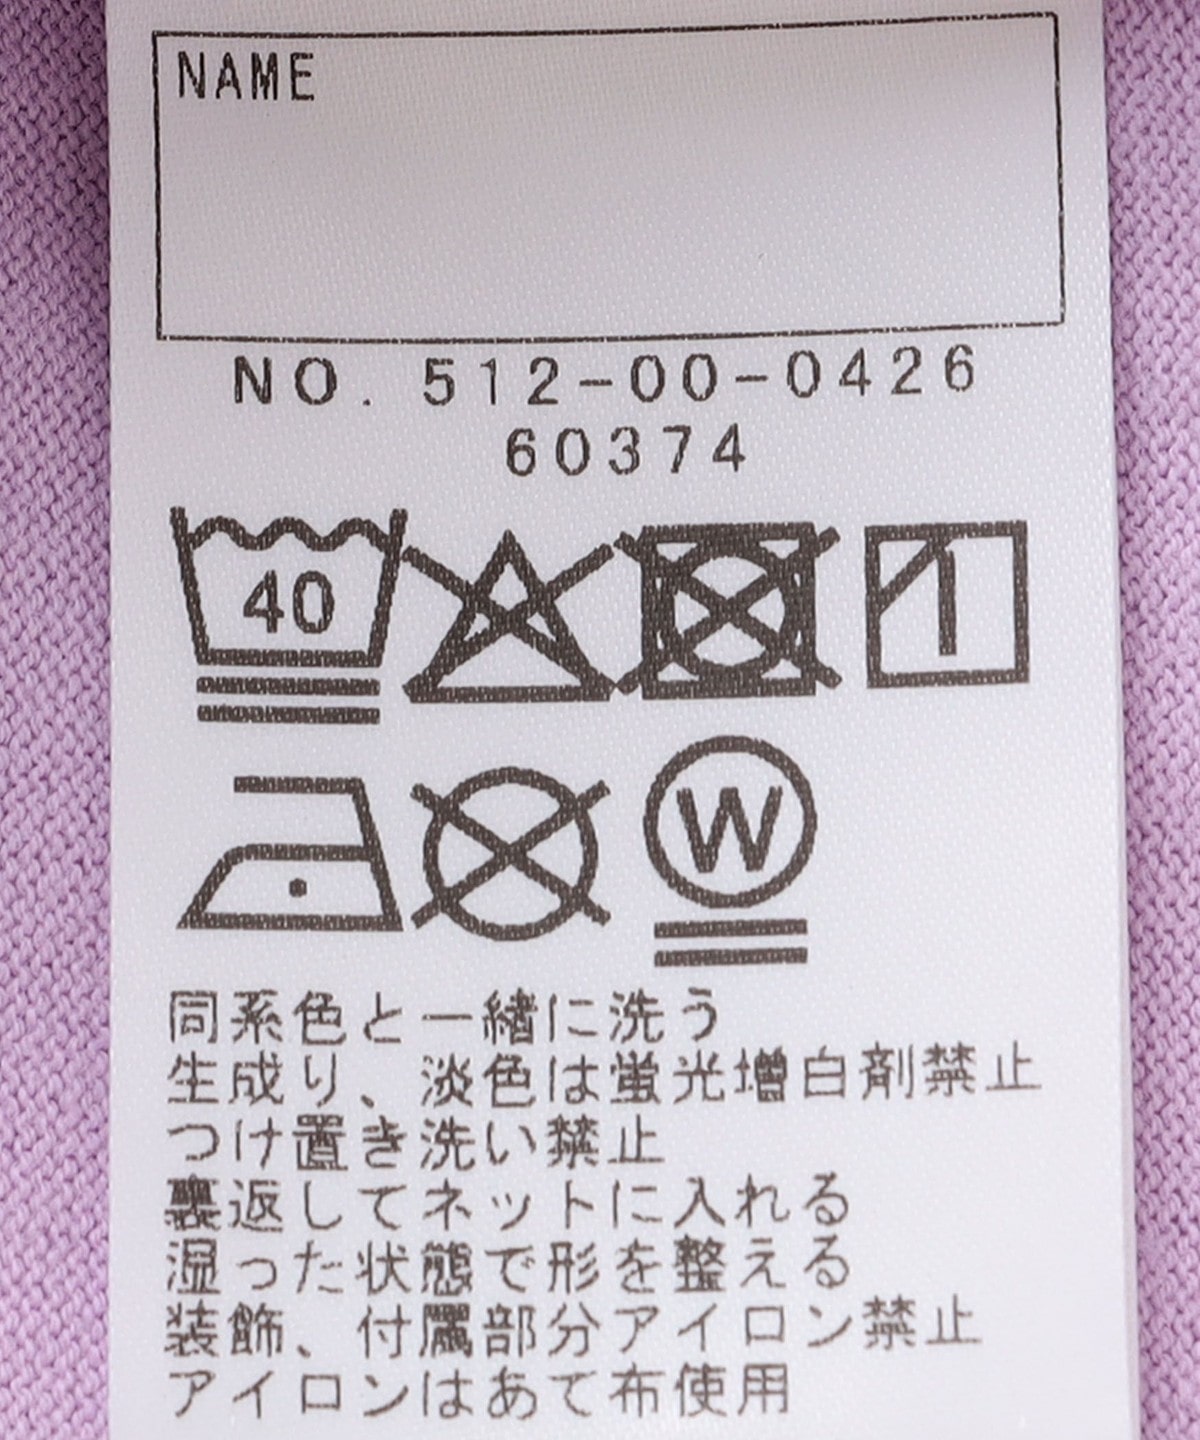 NAME
NO. 512-00-0426
60374
40
W
同系色と一緒に洗う
生成り、淡色は蛍光増白剤禁止
つけ置き洗い禁止
裏返してネットに入れる
湿った状態で形を整える
装飾、付属部分アイロン禁止
アイロンはあて布使用